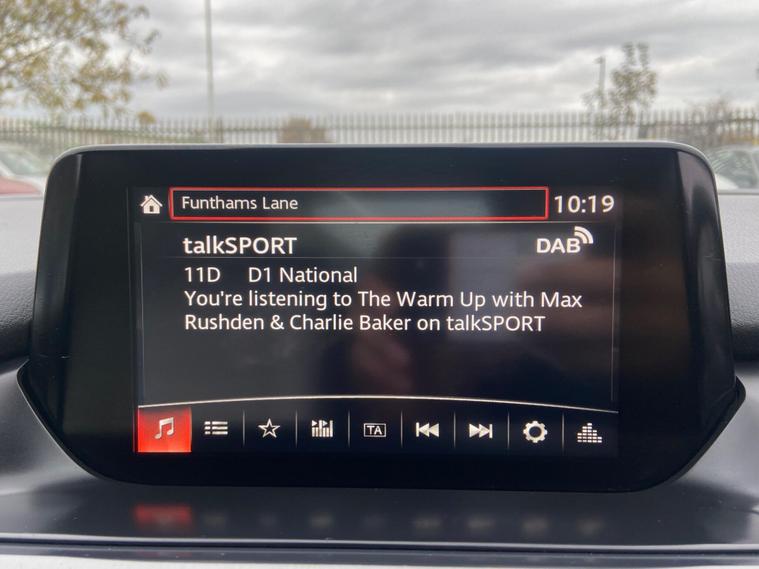 Funthams Lane
10:19
talkSPORT
DAB
11D D1 National
You're listening to The Warm Up with Max
Rushden & Charlie Baker on talkSPORT
TA